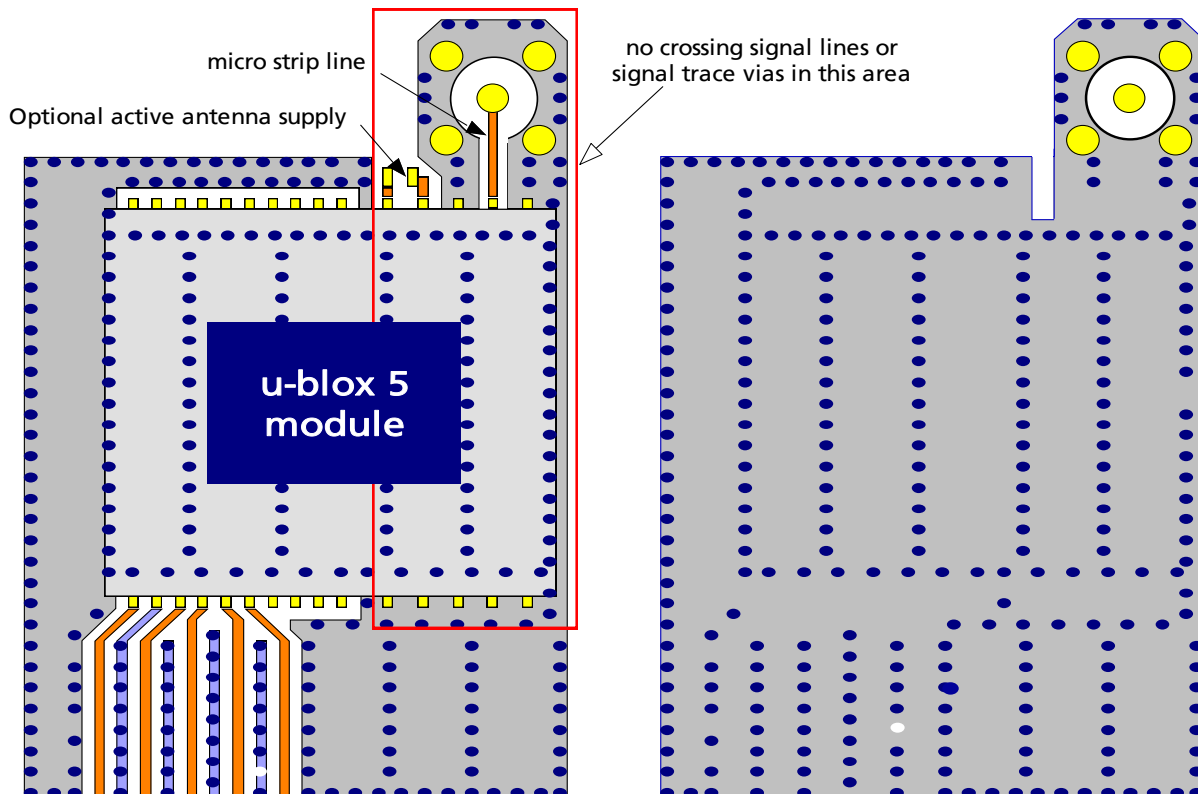 micro strip line
Optional active antenna supply
no crossing signal lines or
signal trace vias in this area
u-blox 5
module